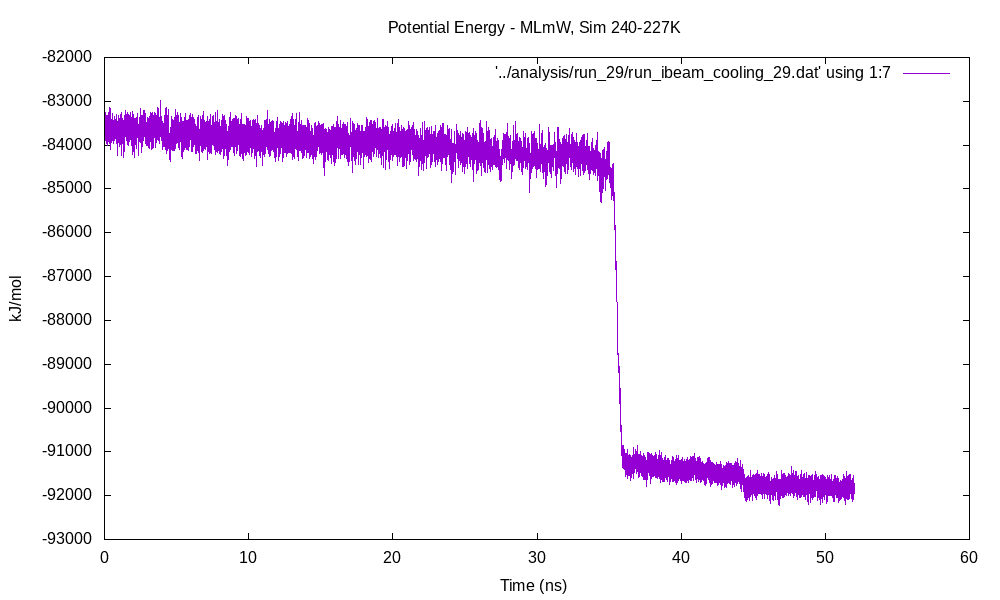 Potential Energy - MLmW, Sim 240-227K
'../analysis/run_29/run_ibeam_cooling_29.dat' using 1:7
-82000
-83000
-84000
-85000
-86000
-87000
-88000
-89000
-90000
-91000
-92000
-93000
kJ/mol
0 10 20 30 40 50 60
Time (ns)